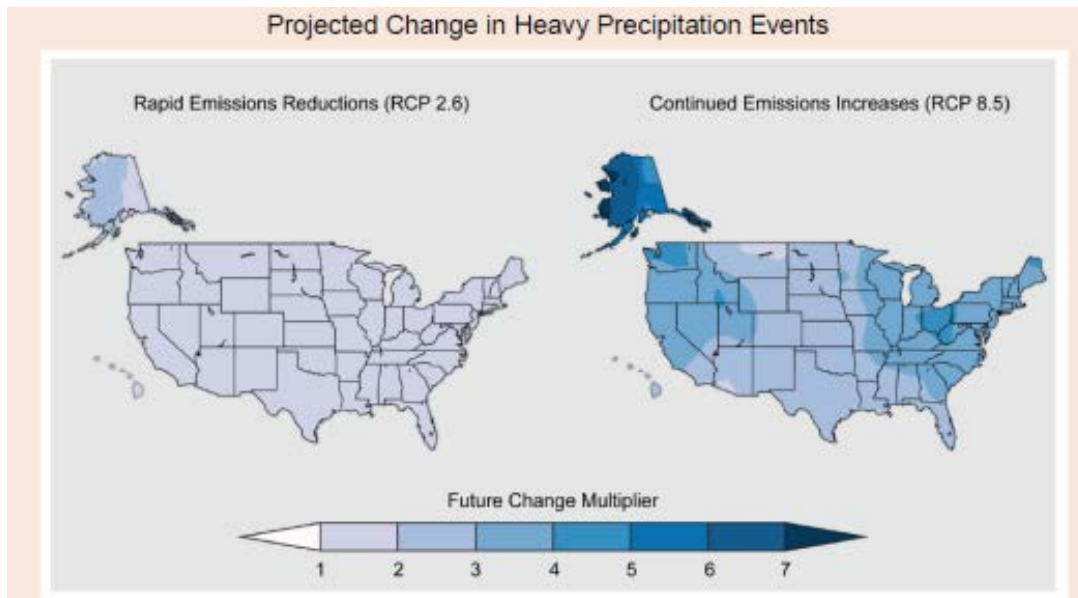 Projected Change in Heavy Precipitation Events
Rapid Emissions Reductions (RCP 2.6)
Continued Emissions Increases (RCP 8.5)
Future Change Multiplier
1 2 3 4 5 6 7